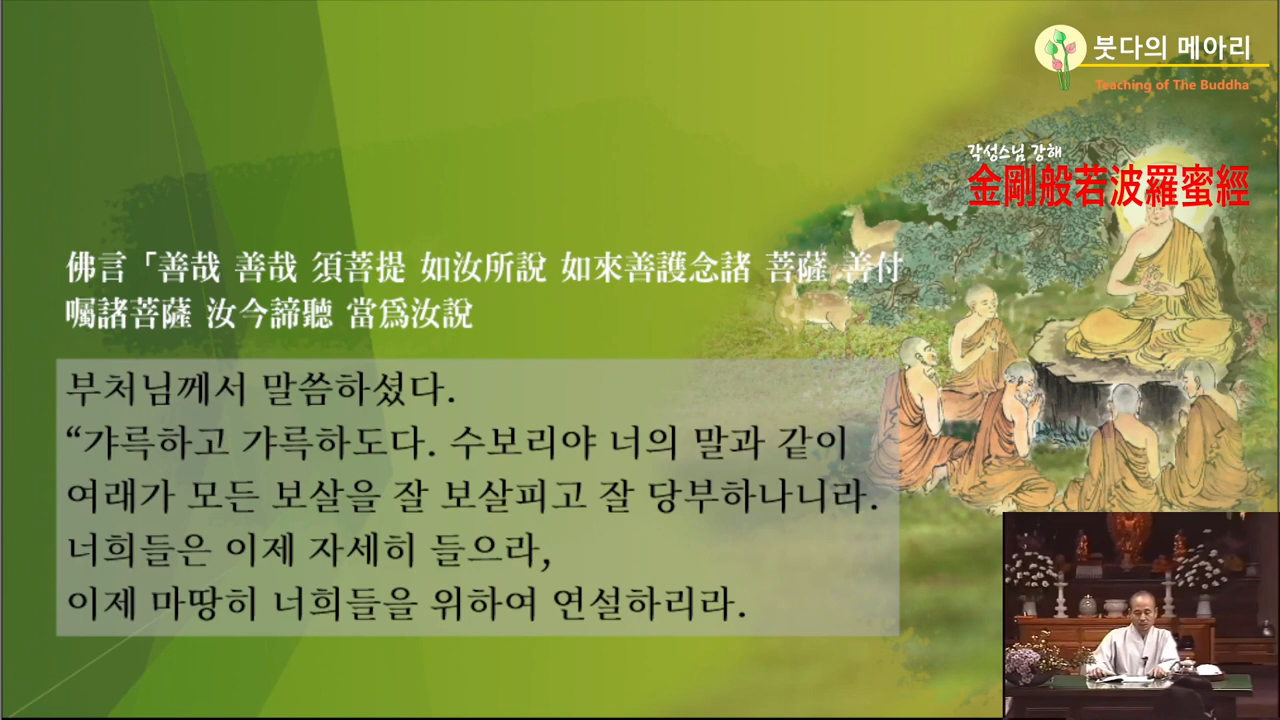 붓다의 메아리
Teaching of The Buddha
각성스님 강해
金剛般若波羅蜜經
佛言「善哉 善哉 須菩提 如汝所說 如來善護念諸 菩薩 善付
囑諸菩薩 汝今諦聽 當爲汝說
부처님께서 말씀하셨다.
“갸륵하고 갸륵하도다. 수보리야 너의 말과 같이
여래가 모든 보살을 잘 보살피고 잘 당부하나니라.
너희들은 이제 자세히 들으라,
이제 마땅히 너희들을 위하여 연설하리라.